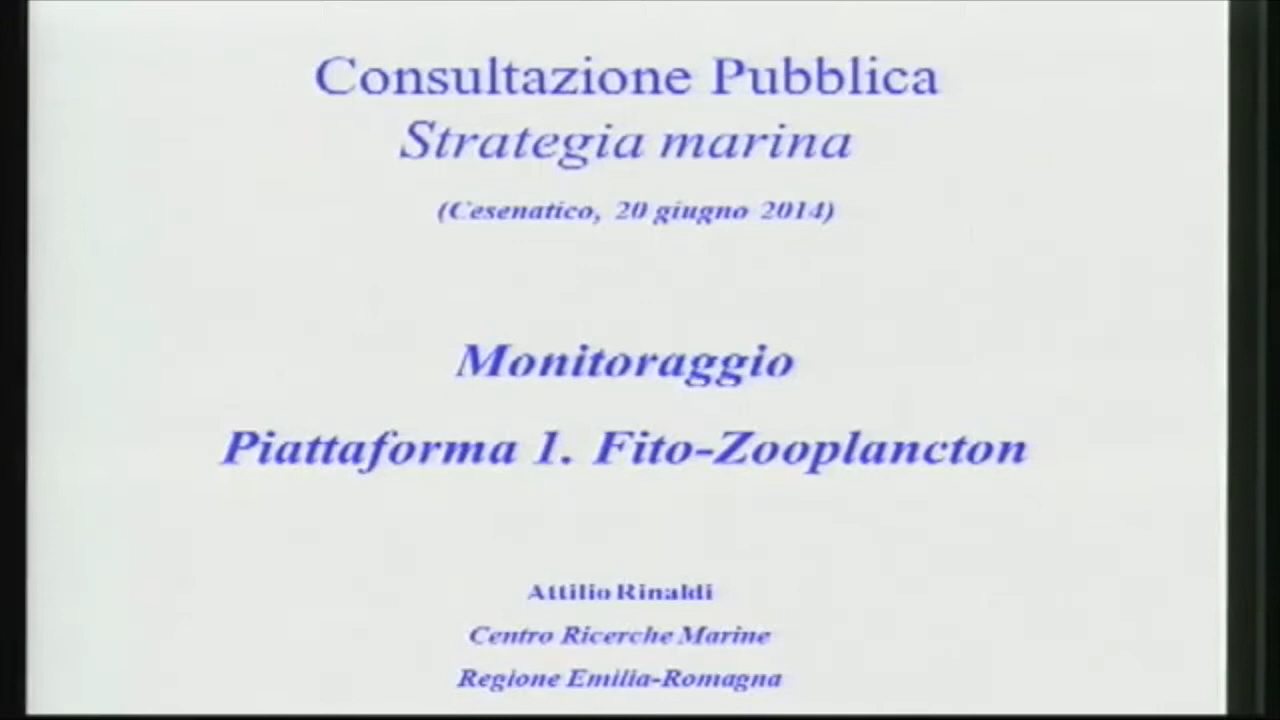 Consultazione Pubblica
Strategia marina
(Cesenatico, 20 giugno 2014)
Monitoraggio
Piattaforma 1. Fito-Zooplancton
Attilio Rinaldi
Centro Ricerche Marine
Regione Emilia-Romagna